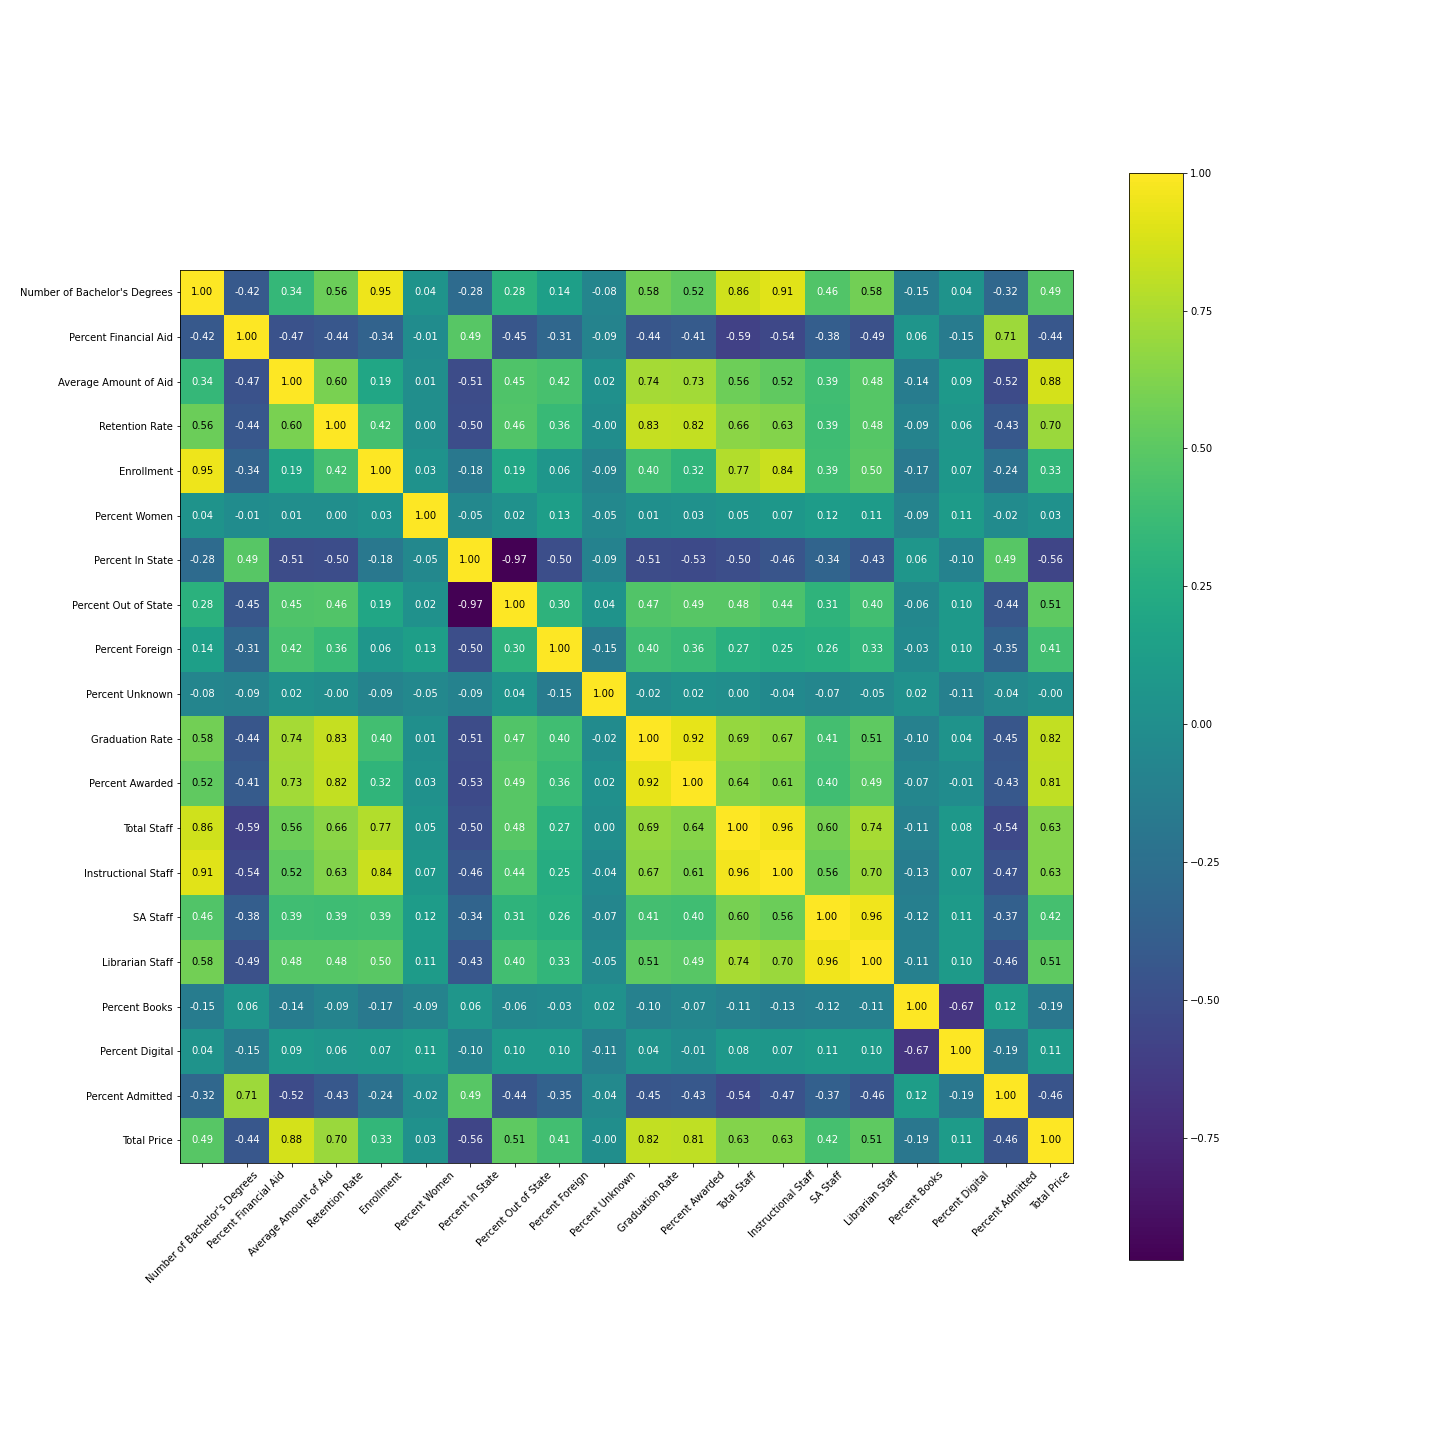 Number of Bachelor's Degrees 1.00 -0.42 0.34 0.56 0.95 0.04 -0.28 0.28 0.14 -0.08 0.58 0.52 0.86 0.91 0.46 0.58 -0.15 0.04 -0.32 0.49
Percent Financial Aid -0.42 1.00 -0.47 -0.44 -0.34 -0.01 0.49 -0.45 -0.31 -0.09 -0.44 -0.41 -0.59 -0.54 -0.38 -0.49 0.06 -0.15 0.71 -0.44
Average Amount of Aid 0.34 -0.47 1.00 0.60 0.19 0.01 -0.51 0.45 0.42 0.02 0.74 0.73 0.56 0.52 0.39 0.48 -0.14 0.09 -0.52 0.88
Retention Rate 0.56 -0.44 0.60 1.00 0.42 0.00 -0.50 0.46 0.36 -0.00 0.83 0.82 0.66 0.63 0.39 0.48 -0.09 0.06 -0.43 0.70
Enrollment 0.95 -0.34 0.19 0.42 1.00 0.03 -0.18 0.19 0.06 -0.09 0.40 0.32 0.77 0.84 0.39 0.50 -0.17 0.07 -0.24 0.33
Percent Women 0.04 -0.01 0.01 0.00 0.03 1.00 -0.05 0.02 0.13 -0.05 0.01 0.03 0.05 0.07 0.12 0.11 -0.09 0.11 -0.02 0.03
Percent In State -0.28 0.49 -0.51 -0.50 -0.18 -0.05 1.00 -0.97 -0.50 -0.09 -0.51 -0.53 -0.50 -0.46 -0.34 -0.43 0.06 -0.10 0.49 -0.56
Percent Out of State 0.28 -0.45 0.45 0.46 0.19 0.02 -0.97 1.00 0.30 0.04 0.47 0.49 0.48 0.44 0.31 0.40 -0.06 0.10 -0.44 0.51
Percent Foreign 0.14 -0.31 0.42 0.36 0.06 0.13 -0.50 0.30 1.00 -0.15 0.40 0.36 0.27 0.25 0.26 0.33 -0.03 0.10 -0.35 0.41
Percent Unknown -0.08 -0.09 0.02 -0.00 -0.09 -0.05 -0.09 0.04 -0.15 1.00 -0.02 0.02 0.00 -0.04 -0.07 -0.05 0.02 -0.11 -0.04 -0.00
Graduation Rate 0.58 -0.44 0.74 0.83 0.40 0.01 -0.51 0.47 0.40 -0.02 1.00 0.92 0.69 0.67 0.41 0.51 -0.10 0.04 -0.45 0.82
Percent Awarded 0.52 -0.41 0.73 0.82 0.32 0.03 -0.53 0.49 0.36 0.02 0.92 1.00 0.64 0.61 0.40 0.49 -0.07 -0.01 -0.43 0.81
Total Staff 0.86 -0.59 0.56 0.66 0.77 0.05 -0.50 0.48 0.27 0.00 0.69 0.64 1.00 0.96 0.60 0.74 -0.11 0.08 -0.54 0.63
Instructional Staff 0.91 -0.54 0.52 0.63 0.84 0.07 -0.46 0.44 0.25 -0.04 0.67 0.61 0.96 1.00 0.56 0.70 -0.13 0.07 -0.47 0.63
SA Staff 0.46 -0.38 0.39 0.39 0.39 0.12 -0.34 0.31 0.26 -0.07 0.41 0.40 0.60 0.56 1.00 0.96 -0.12 0.11 -0.37 0.42
Librarian Staff 0.58 -0.49 0.48 0.48 0.50 0.11 -0.43 0.40 0.33 -0.05 0.51 0.49 0.74 0.70 0.96 1.00 -0.11 0.10 -0.46 0.51
Percent Books -0.15 0.06 -0.14 -0.09 -0.17 -0.09 0.06 -0.06 -0.03 0.02 -0.10 -0.07 -0.11 -0.13 -0.12 -0.11 1.00 -0.67 0.12 -0.19
Percent Digital 0.04 -0.15 0.09 0.06 0.07 0.11 -0.10 0.10 0.10 -0.11 0.04 -0.01 0.08 0.07 0.11 0.10 -0.67 1.00 -0.19 0.11
Percent Admitted -0.32 0.71 -0.52 -0.43 -0.24 -0.02 0.49 -0.44 -0.35 -0.04 -0.45 -0.43 -0.54 -0.47 -0.37 -0.46 0.12 -0.19 1.00 -0.46
Total Price 0.49 -0.44 0.88 0.70 0.33 0.03 -0.56 0.51 0.41 -0.00 0.82 0.81 0.63 0.63 0.42 0.51 -0.19 0.11 -0.46 1.00
Number of Bachelor's Degrees
Percent Financial Aid
Average Amount of Aid
Retention Rate
Enrollment
Percent Women
Percent In State
Percent Out of State
Percent Foreign
Percent Unknown
Graduation Rate
Percent Awarded
Total Staff
Instructional Staff
SA Staff
Librarian Staff
Percent Books
Percent Digital
Percent Admitted
Total Price
1.00
0.75
0.50
0.25
0.00
−0.25
−0.50
−0.75